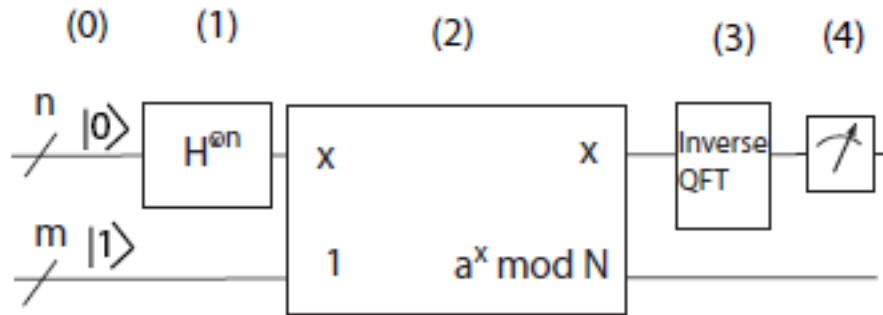 (0) (1) (2) (3) (4)
n |0⟩
H⊗n
x x
Inverse
QFT
m |1⟩
1 aˣ mod N